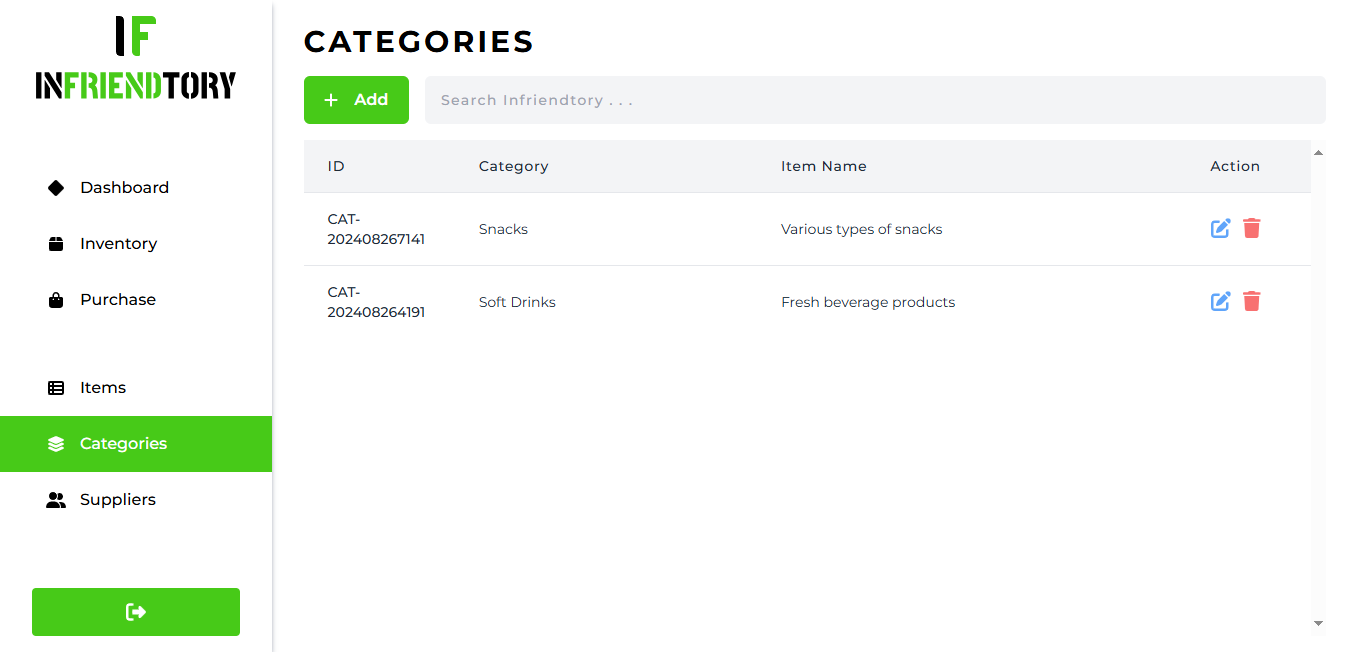 IF
INFRIENDTORY
Dashboard
Inventory
Purchase
Items
Categories
Suppliers
CATEGORIES
+ Add
Search Infriendtory . . .
ID Category Item Name Action
CAT-
202408267141 Snacks Various types of snacks
CAT-
202408264191 Soft Drinks Fresh beverage products